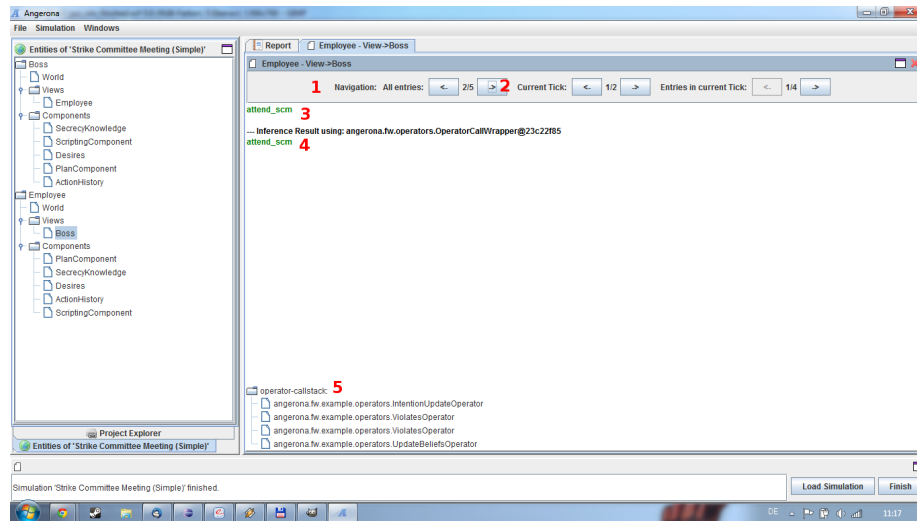 Angerona
File Simulation Windows
Entities of 'Strike Committee Meeting (Simple)'
Boss
World
Views
Employee
Components
SecrecyKnowledge
ScriptingComponent
Desires
PlanComponent
ActionHistory
Employee
World
Views
Boss
Components
PlanComponent
SecrecyKnowledge
Desires
ActionHistory
ScriptingComponent
Project Explorer
Entities of 'Strike Committee Meeting (Simple)'
Report Employee - View->Boss
Employee - View->Boss
1 Navigation: All entries: <- 2/5 -> 2 Current Tick: <- 1/2 -> Entries in current Tick: <- 1/4 ->
attend_scm 3
--- Inference Result using: angerona.fw.operators.OperatorCallWrapper@23c22f85
attend_scm 4
operator-callstack: 5
angerona.fw.example.operators.IntentionUpdateOperator
angerona.fw.example.operators.ViolatesOperator
angerona.fw.example.operators.ViolatesOperator
angerona.fw.example.operators.UpdateBeliefsOperator
Simulation 'Strike Committee Meeting (Simple)' finished.
Load Simulation Finish
DE 11:17